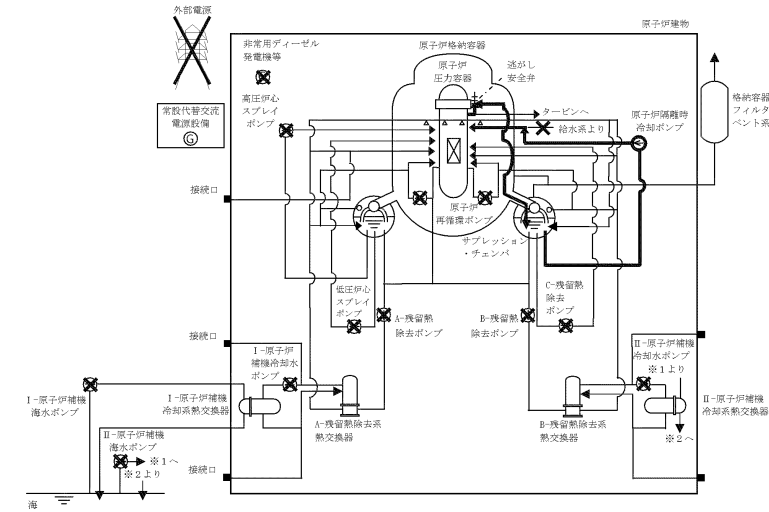 外部電源
原子炉建物
非常用ディーゼル
発電機等
原子炉格納容器
原子炉
圧力容器
逃がし
安全弁
高圧炉心
スプレイ
ポンプ
常設代替交流
電源設備
G
タービンへ
給水系より
原子炉隔離時
冷却ポンプ
格納容器
フィルタ
ベント系
接続口
原子炉
再循環ポンプ
サプレッション
・チェンバ
低圧炉心
スプレイ
ポンプ
A-残留熱
除去ポンプ
B-残留熱
除去ポンプ
C-残留熱
除去
ポンプ
接続口
Ⅰ-原子炉
補機冷却水
ポンプ
Ⅱ-原子炉補機
冷却水ポンプ
※1より
Ⅰ-原子炉補機
海水ポンプ
Ⅰ-原子炉補機
冷却系熱交換器
A-残留熱除去系
熱交換器
B-残留熱除去系
熱交換器
Ⅱ-原子炉補機
冷却系熱交換器
※2へ
Ⅱ-原子炉補機
海水ポンプ
※1へ
※2より
接続口
海